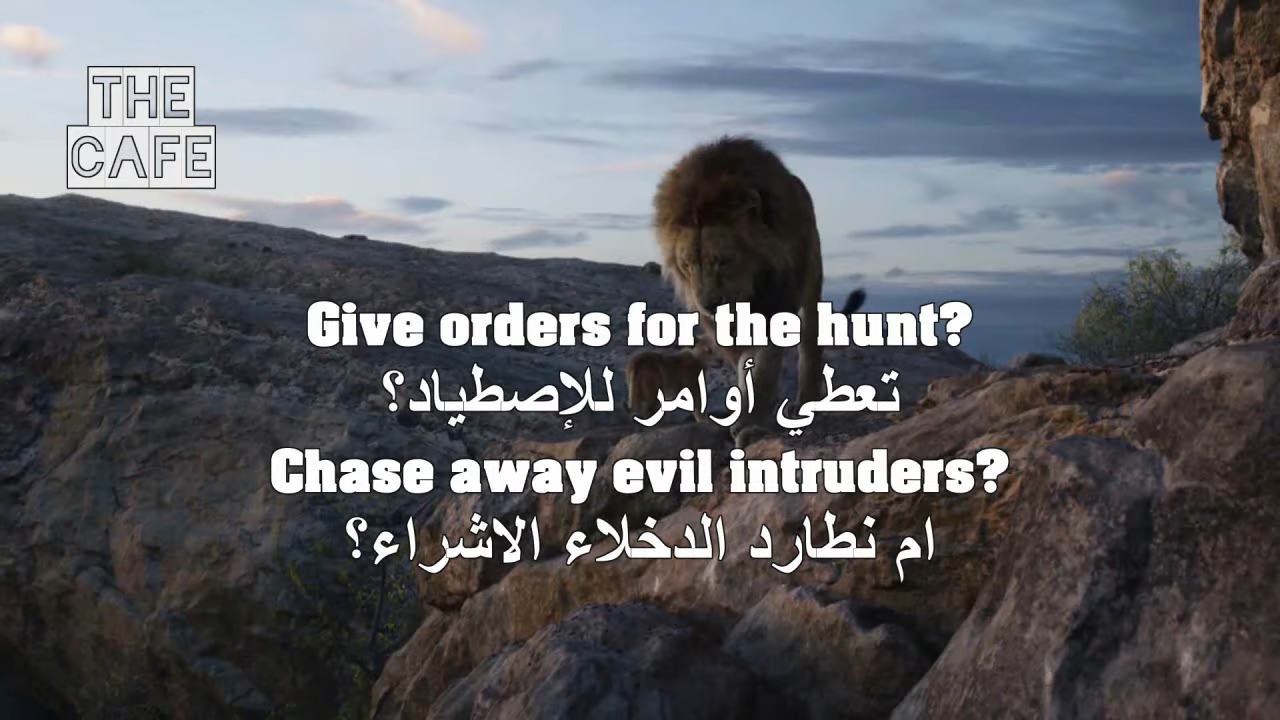 THE
CAFE
Give orders for the hunt?
تعطي أوامر للإصطياد؟
Chase away evil intruders?
ام نطارد الدخلاء الاشراء؟